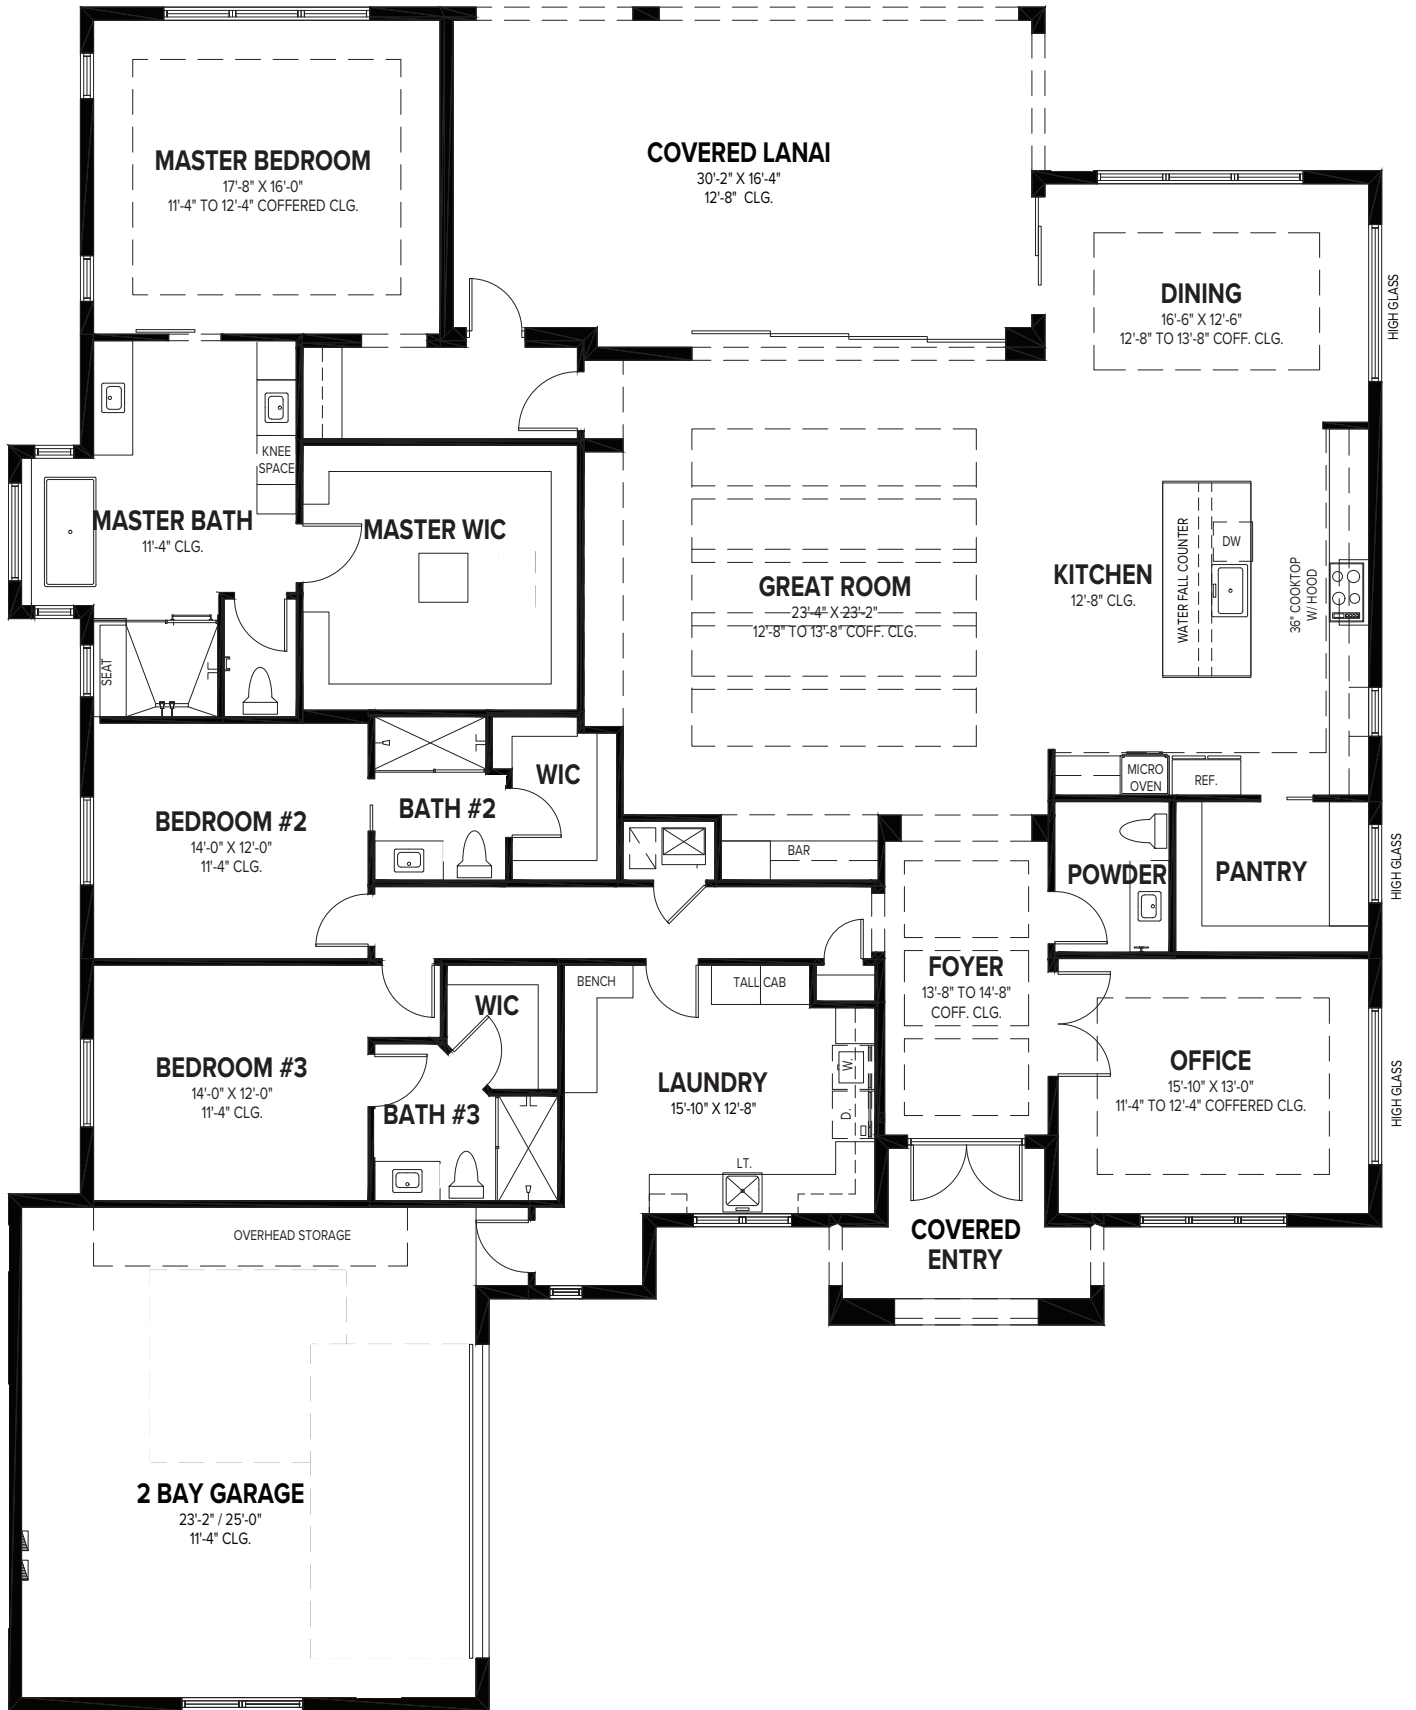 MASTER BEDROOM
17'-8" X 16'-0"
11'-4" TO 12'-4" COFFERED CLG.
COVERED LANAI
30'-2" X 16'-4"
12'-8" CLG.
DINING
16'-6" X 12'-6"
12'-8" TO 13'-8" COFF. CLG.
HIGH GLASS
KNEE
SPACE
MASTER BATH
11'-4" CLG.
MASTER WIC
SEAT
GREAT ROOM
23'-4" X 23'-2"
12'-8" TO 13'-8" COFF. CLG.
KITCHEN
12'-8" CLG.
WATER FALL COUNTER
DW
36" COOKTOP
W/ HOOD
MICRO
OVEN
REF.
WIC
BATH #2
BEDROOM #2
14'-0" X 12'-0"
11'-4" CLG.
BAR
POWDER
PANTRY
HIGH GLASS
FOYER
13'-8" TO 14'-8"
COFF. CLG.
BENCH
TALL CAB
WIC
BEDROOM #3
14'-0" X 12'-0"
11'-4" CLG.
BATH #3
LAUNDRY
15'-10" X 12'-8"
W.
D.
LT.
OFFICE
15'-10" X 13'-0"
11'-4" TO 12'-4" COFFERED CLG.
HIGH GLASS
COVERED
ENTRY
OVERHEAD STORAGE
2 BAY GARAGE
23'-2" / 25'-0"
11'-4" CLG.